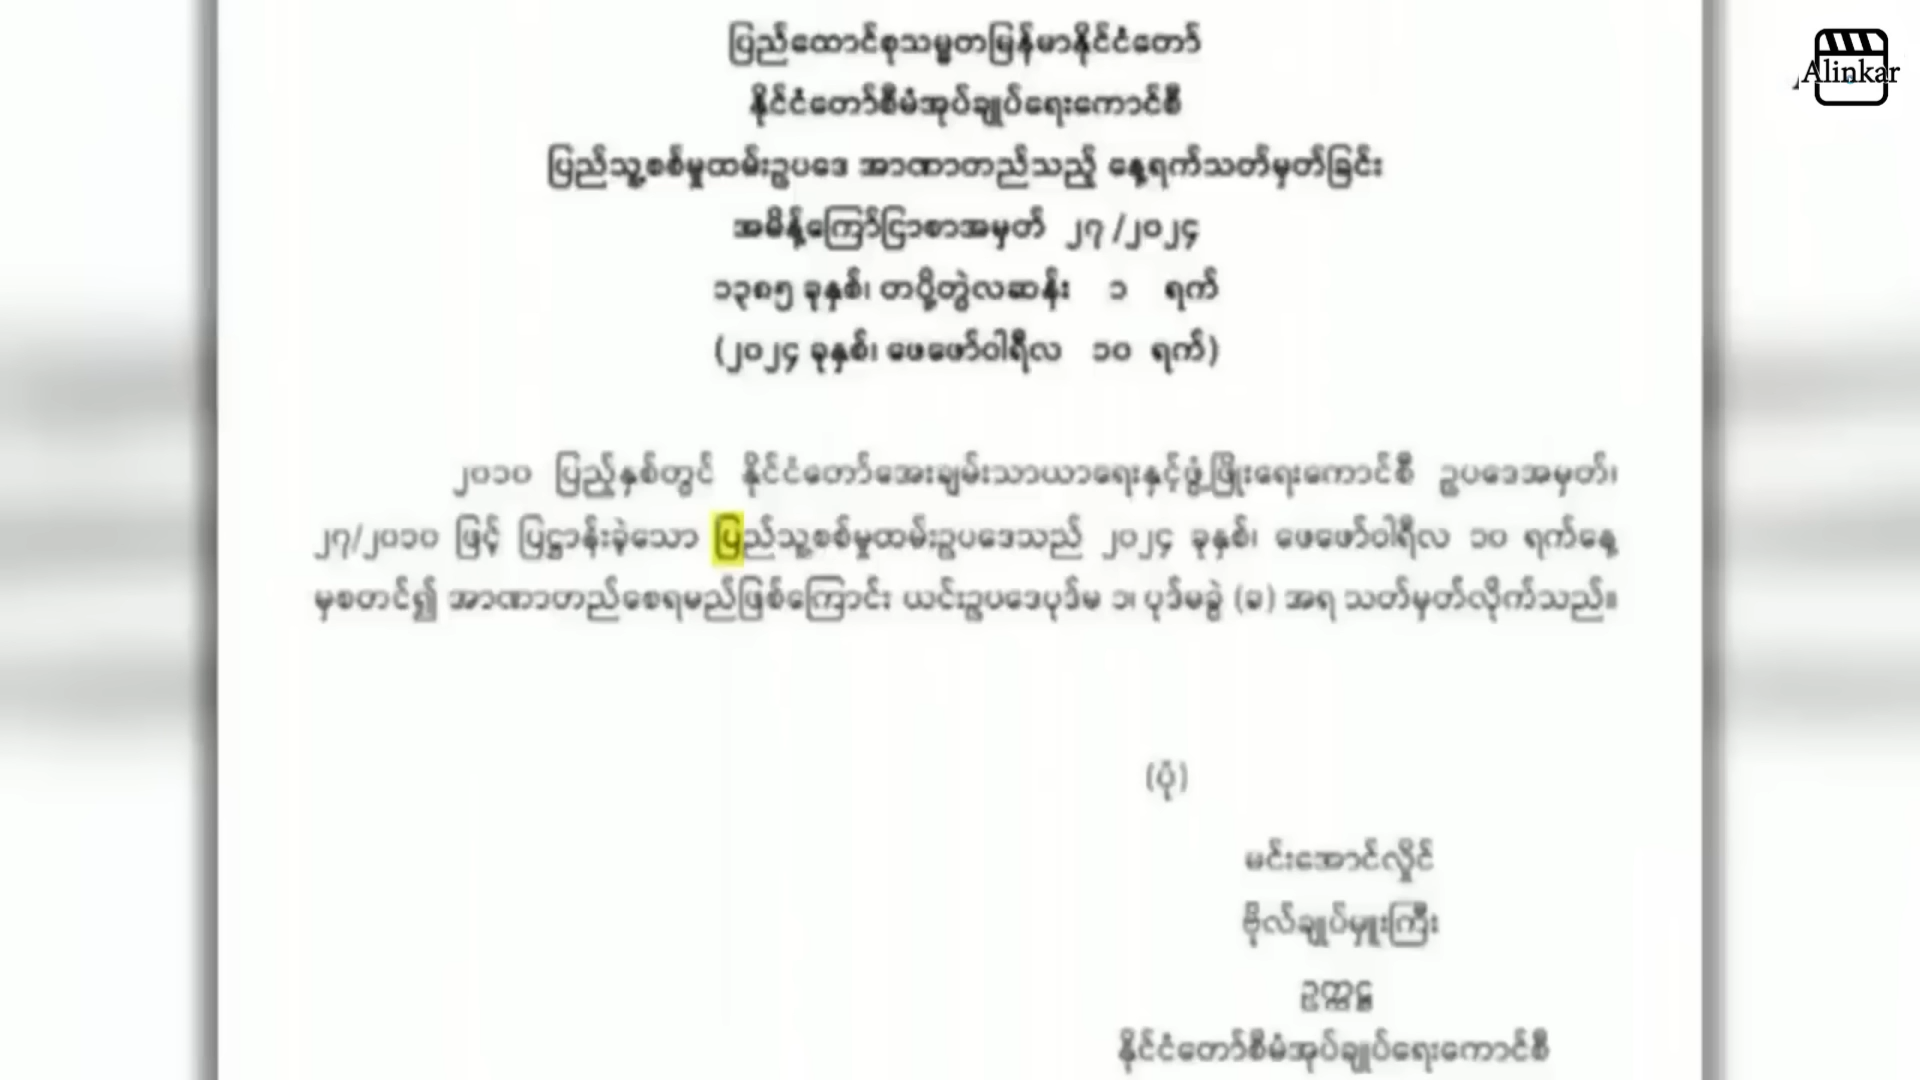 Alinkar
ပြည်ထောင်စုသမ္မတမြန်မာနိုင်ငံတော်
နိုင်ငံတော်စီမံအုပ်ချုပ်ရေးကောင်စီ
ပြည်သူ့စစ်မှုထမ်းဥပဒေ အာဏာတည်သည့် နေ့ရက်သတ်မှတ်ခြင်း
အမိန့်ကြော်ငြာစာအမှတ် ၂၇ /၂၀၂၄
၁၃၈၅ ခုနှစ်၊ တပို့တွဲလဆန်း ၁ ရက်
(၂၀၂၄ ခုနှစ်၊ ဖေဖော်ဝါရီလ ၁၀ ရက်)
၂၀၁၀ ပြည့်နှစ်တွင် နိုင်ငံတော်အေးချမ်းသာယာရေးနှင့်ဖွံ့ဖြိုးရေးကောင်စီ ဥပဒေအမှတ်၊
၂၇/၂၀၁၀ ဖြင့် ပြဋ္ဌာန်းခဲ့သော ပြည်သူ့စစ်မှုထမ်းဥပဒေသည် ၂၀၂၄ ခုနှစ်၊ ဖေဖော်ဝါရီလ ၁၀ ရက်နေ့
မှစတင်၍ အာဏာတည်စေရမည်ဖြစ်ကြောင်း ယင်းဥပဒေပုဒ်မ ၁၊ ပုဒ်မခွဲ (ခ) အရ သတ်မှတ်လိုက်သည်။
(ပုံ)
မင်းအောင်လှိုင်
ဗိုလ်ချုပ်မှူးကြီး
ဥက္ကဋ္ဌ
နိုင်ငံတော်စီမံအုပ်ချုပ်ရေးကောင်စီ